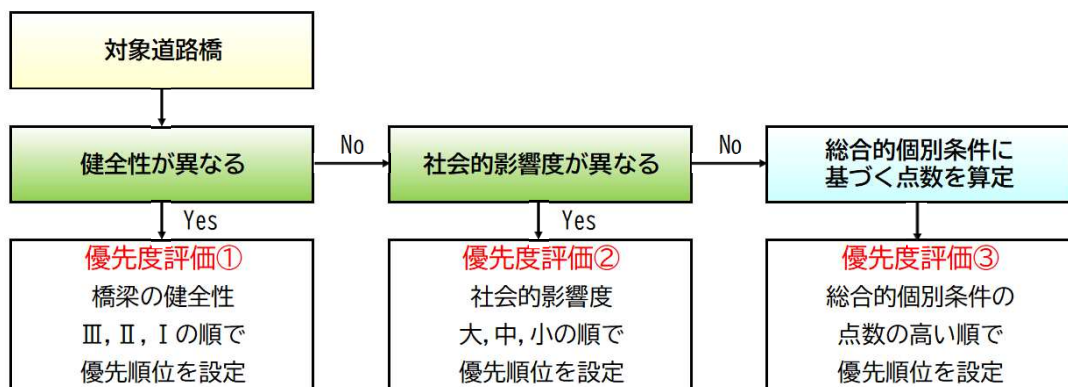 対象道路橋
健全性が異なる
No
社会的影響度が異なる
No
総合的個別条件に
基づく点数を算定
Yes
Yes
優先度評価①
橋梁の健全性
Ⅲ,Ⅱ,Ⅰの順で
優先順位を設定
優先度評価②
社会的影響度
大,中,小の順で
優先順位を設定
優先度評価③
総合的個別条件の
点数の高い順で
優先順位を設定